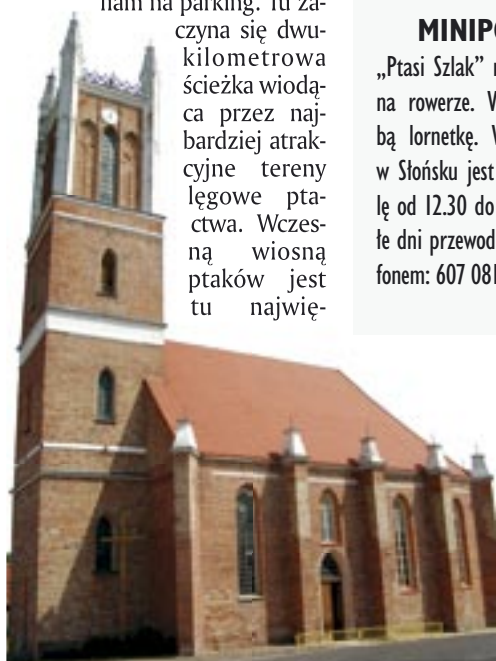 nam na parking. Tu za-
czyna się dwu-
kilometrowa
ścieżka wiodą-
ca przez naj-
bardziej atrak-
cyjne tereny
lęgowe pta-
ctwa. Wczes-
ną wiosną
ptaków jest
tu najwię-
MINIPO
„Ptasi Szlak”
na rowerze. W
bą lornetkę.
w Słońsku jest
lę od 12.30 do
łe dni przewod
fonem: 607 081